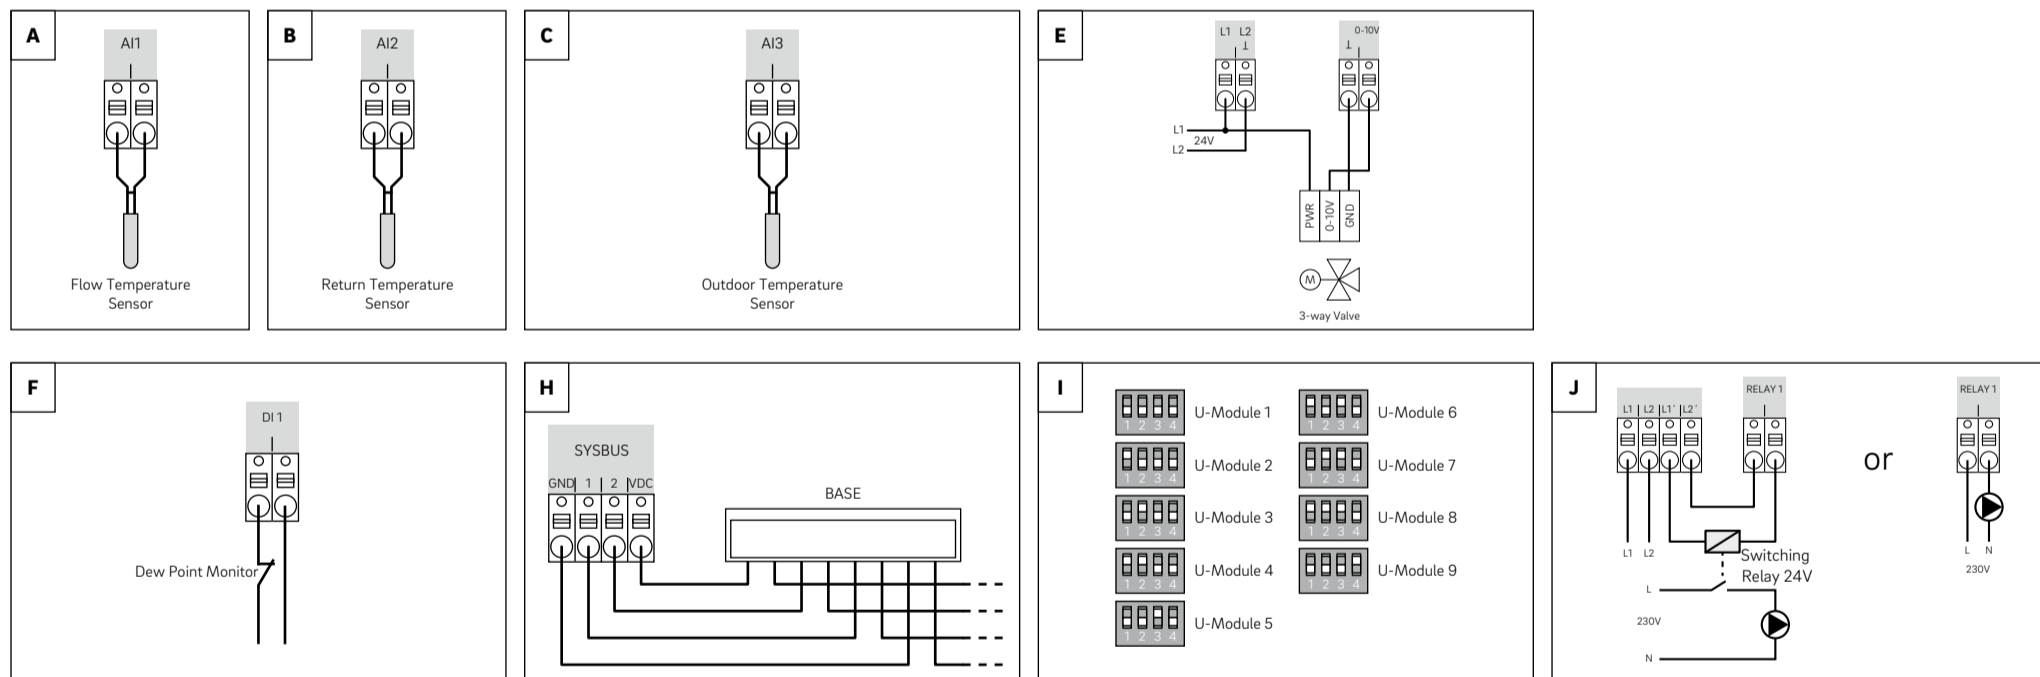 A
AI1
Flow Temperature
Sensor
B
AI2
Return Temperature
Sensor
C
AI3
Outdoor Temperature
Sensor
E
L1 L2
⊥
0-10V
⊥
L1
24V
L2
PWR
0-10V
GND
M
3-way Valve
F
DI 1
Dew Point Monitor
H
SYSBUS
GND 1 2 VDC
BASE
I
1 2 3 4
U-Module 1
1 2 3 4
U-Module 2
1 2 3 4
U-Module 3
1 2 3 4
U-Module 4
1 2 3 4
U-Module 5
1 2 3 4
U-Module 6
1 2 3 4
U-Module 7
1 2 3 4
U-Module 8
1 2 3 4
U-Module 9
J
L1 L2 L1´ L2´
RELAY 1
L1 L2
Switching
Relay 24V
L
230V
N
or
RELAY 1
L N
230V